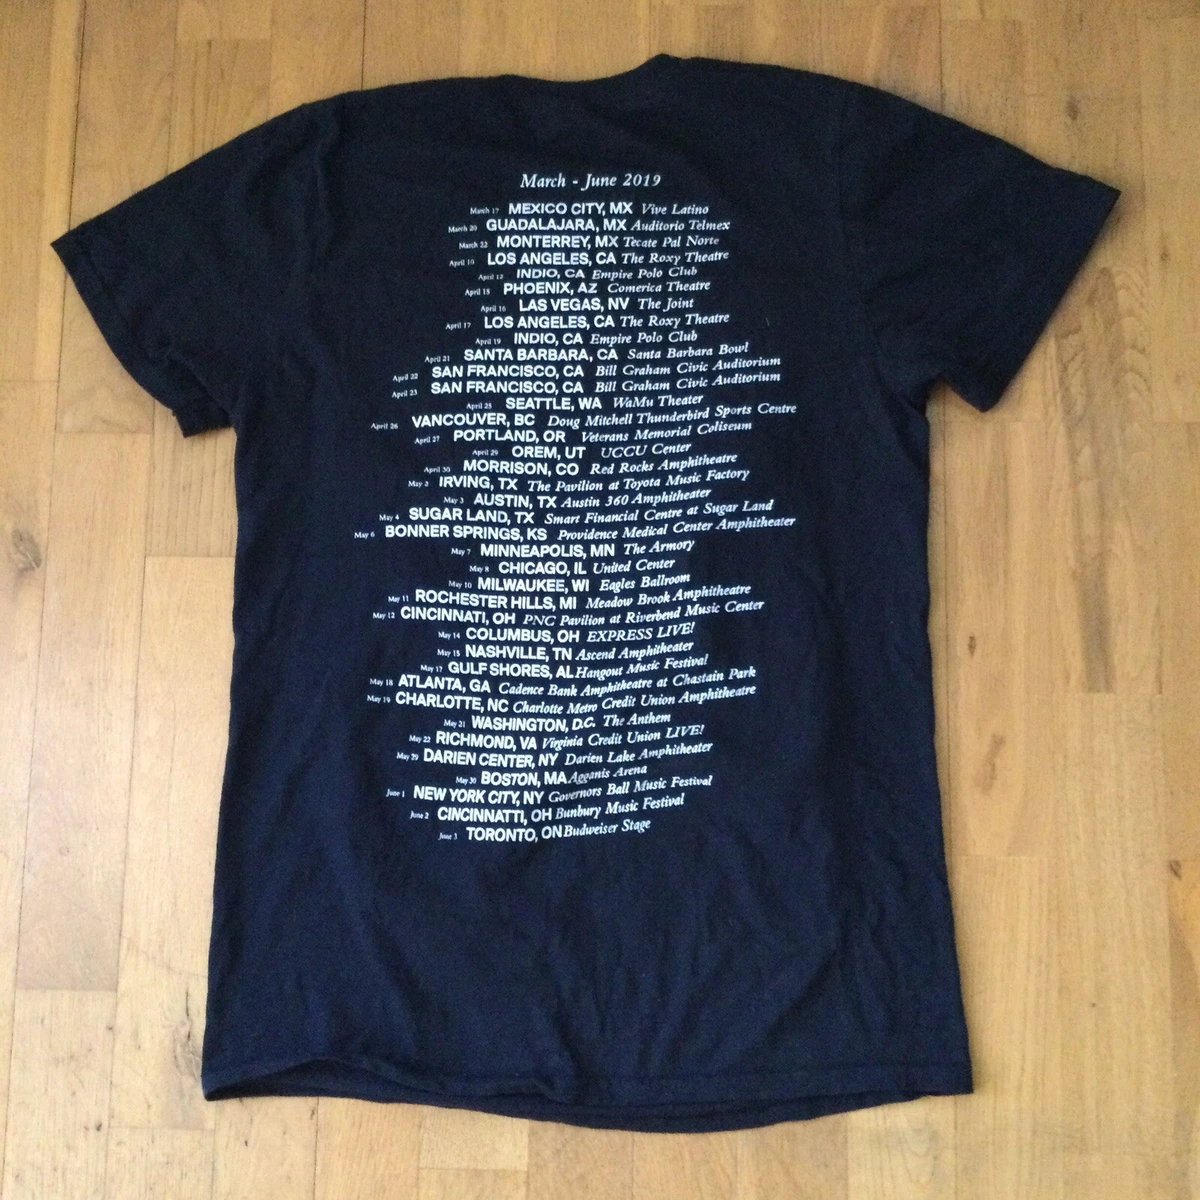 March - June 2019
March 17 MEXICO CITY, MX Vive Latino
March 20 GUADALAJARA, MX Auditorio Telmex
March 22 MONTERREY, MX Tecate Pal Norte
April 10 LOS ANGELES, CA The Roxy Theatre
April 12 INDIO, CA Empire Polo Club
April 15 PHOENIX, AZ Comerica Theatre
April 16 LAS VEGAS, NV The Joint
April 17 LOS ANGELES, CA The Roxy Theatre
April 19 INDIO, CA Empire Polo Club
April 21 SANTA BARBARA, CA Santa Barbara Bowl
April 22 SAN FRANCISCO, CA Bill Graham Civic Auditorium
April 23 SAN FRANCISCO, CA Bill Graham Civic Auditorium
April 25 SEATTLE, WA WaMu Theater
April 26 VANCOUVER, BC Doug Mitchell Thunderbird Sports Centre
April 27 PORTLAND, OR Veterans Memorial Coliseum
April 29 OREM, UT UCCU Center
April 30 MORRISON, CO Red Rocks Amphitheatre
May 2 IRVING, TX The Pavilion at Toyota Music Factory
May 3 AUSTIN, TX Austin 360 Amphitheater
May 4 SUGAR LAND, TX Smart Financial Centre at Sugar Land
May 6 BONNER SPRINGS, KS Providence Medical Center Amphitheater
May 7 MINNEAPOLIS, MN The Armory
May 8 CHICAGO, IL United Center
May 10 MILWAUKEE, WI Eagles Ballroom
May 11 ROCHESTER HILLS, MI Meadow Brook Amphitheatre
May 12 CINCINNATI, OH PNC Pavilion at Riverbend Music Center
May 14 COLUMBUS, OH EXPRESS LIVE!
May 15 NASHVILLE, TN Ascend Amphitheater
May 17 GULF SHORES, AL Hangout Music Festival
May 18 ATLANTA, GA Cadence Bank Amphitheatre at Chastain Park
May 19 CHARLOTTE, NC Charlotte Metro Credit Union Amphitheatre
May 21 WASHINGTON, D.C. The Anthem
May 22 RICHMOND, VA Virginia Credit Union LIVE!
May 29 DARIEN CENTER, NY Darien Lake Amphitheater
May 30 BOSTON, MA Agganis Arena
June 1 NEW YORK CITY, NY Governors Ball Music Festival
June 2 CINCINNATTI, OH Bunbury Music Festival
June 3 TORONTO, ON Budweiser Stage